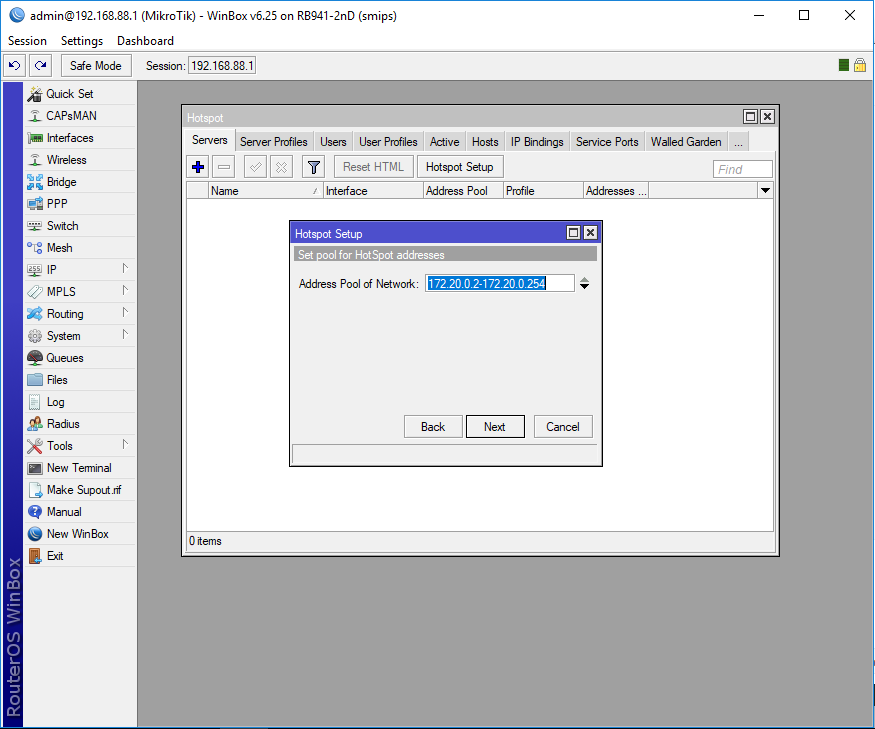 admin@192.168.88.1 (MikroTik) - WinBox v6.25 on RB941-2nD (smips)
Session Settings Dashboard
Safe Mode Session: 192.168.88.1
Quick Set
CAPsMAN
Interfaces
Wireless
Bridge
PPP
Switch
Mesh
IP
MPLS
Routing
System
Queues
Files
Log
Radius
Tools
New Terminal
Make Supout.rif
Manual
New WinBox
Exit
RouterOS WinBox
Hotspot
Servers Server Profiles Users User Profiles Active Hosts IP Bindings Service Ports Walled Garden ...
Reset HTML Hotspot Setup Find
Name Interface Address Pool Profile Addresses ...
Hotspot Setup
Set pool for HotSpot addresses
Address Pool of Network: 172.20.0.2-172.20.0.254
Back Next Cancel
0 items